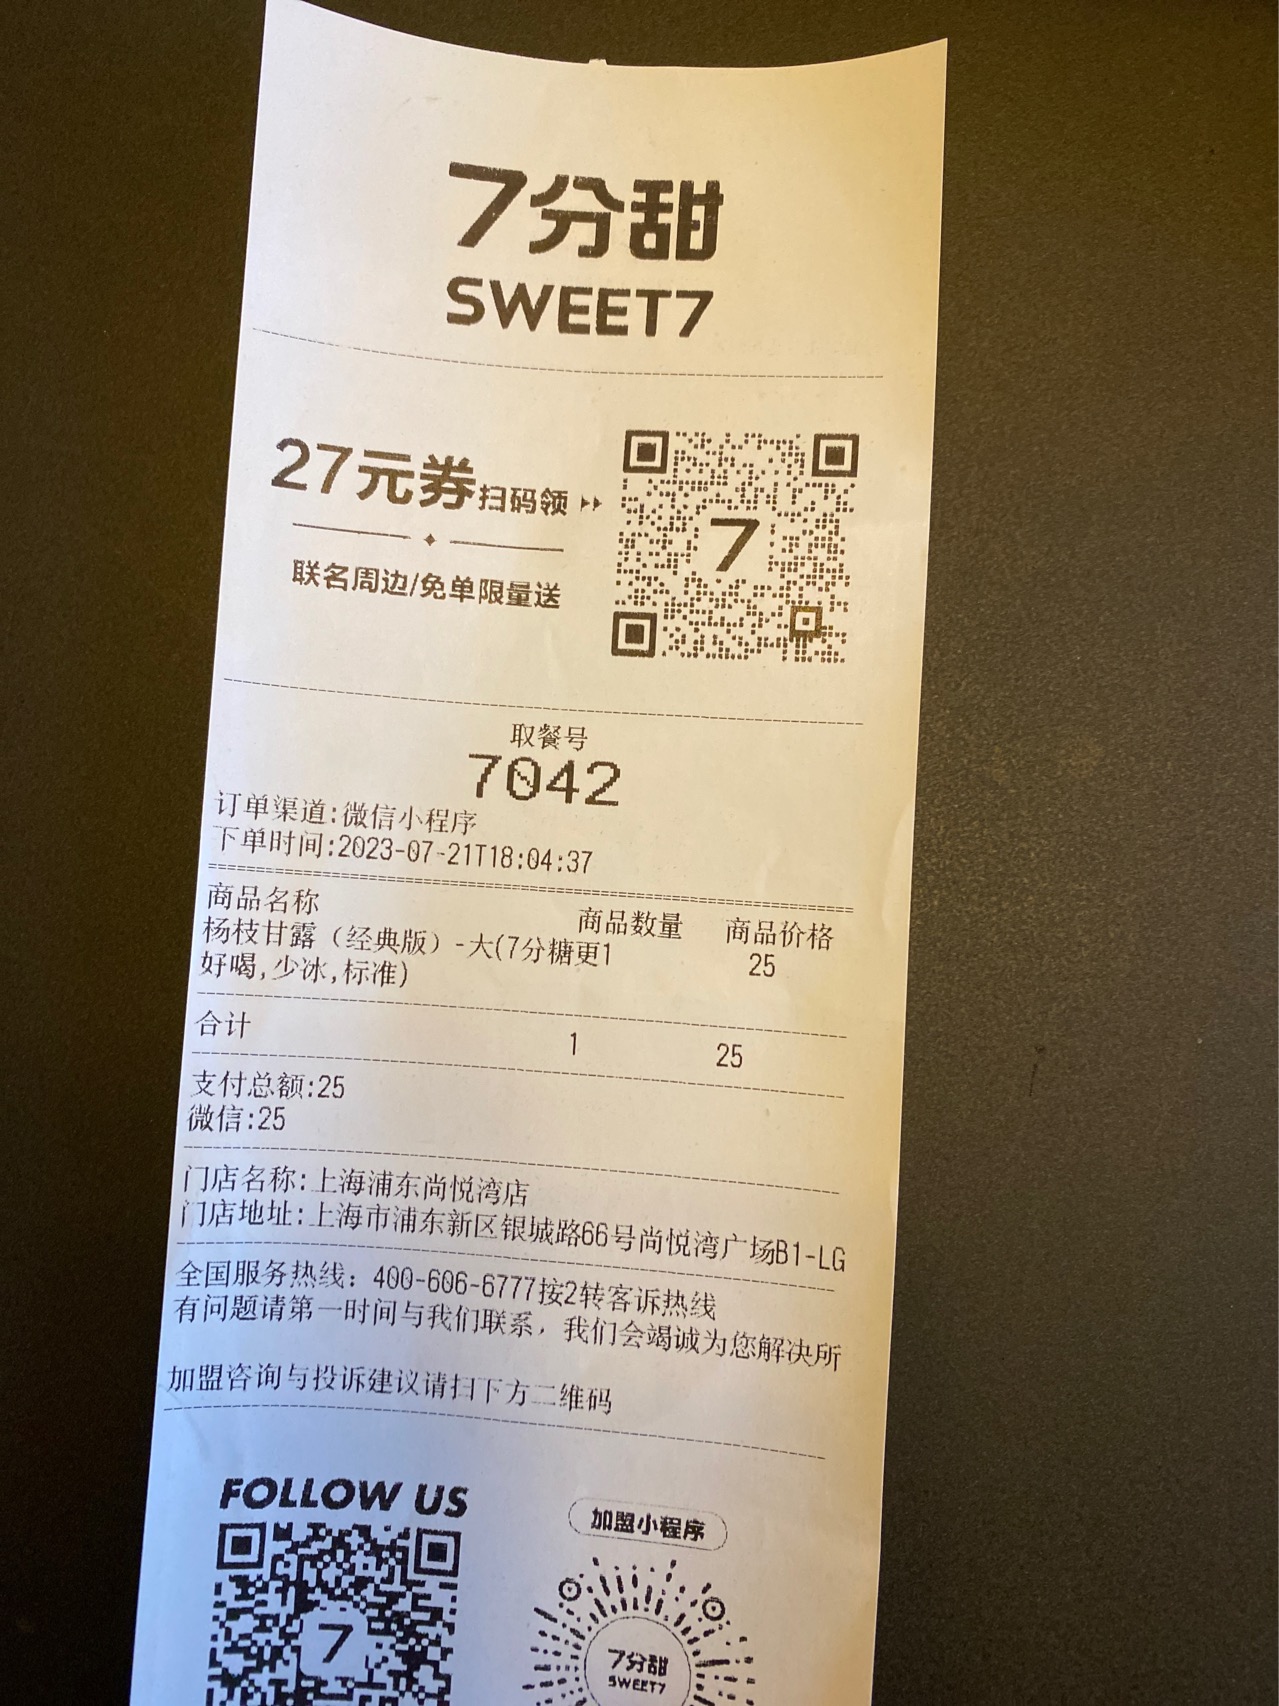 7分甜
SWEET7
27元券扫码领
联名周边/免单限量送
7
取餐号
7042
订单渠道:微信小程序
下单时间:2023-07-21T18:04:37
商品名称 商品数量 商品价格
杨枝甘露（经典版）-大(7分糖更1 25
好喝,少冰,标准)
合计 1 25
支付总额:25
微信:25
门店名称:上海浦东尚悦湾店
门店地址:上海市浦东新区银城路66号尚悦湾广场B1-LG
全国服务热线：400-606-6777按2转客诉热线
有问题请第一时间与我们联系，我们会竭诚为您解决所
加盟咨询与投诉建议请扫下方二维码
FOLLOW US
加盟小程序
7
7分甜
SWEET7